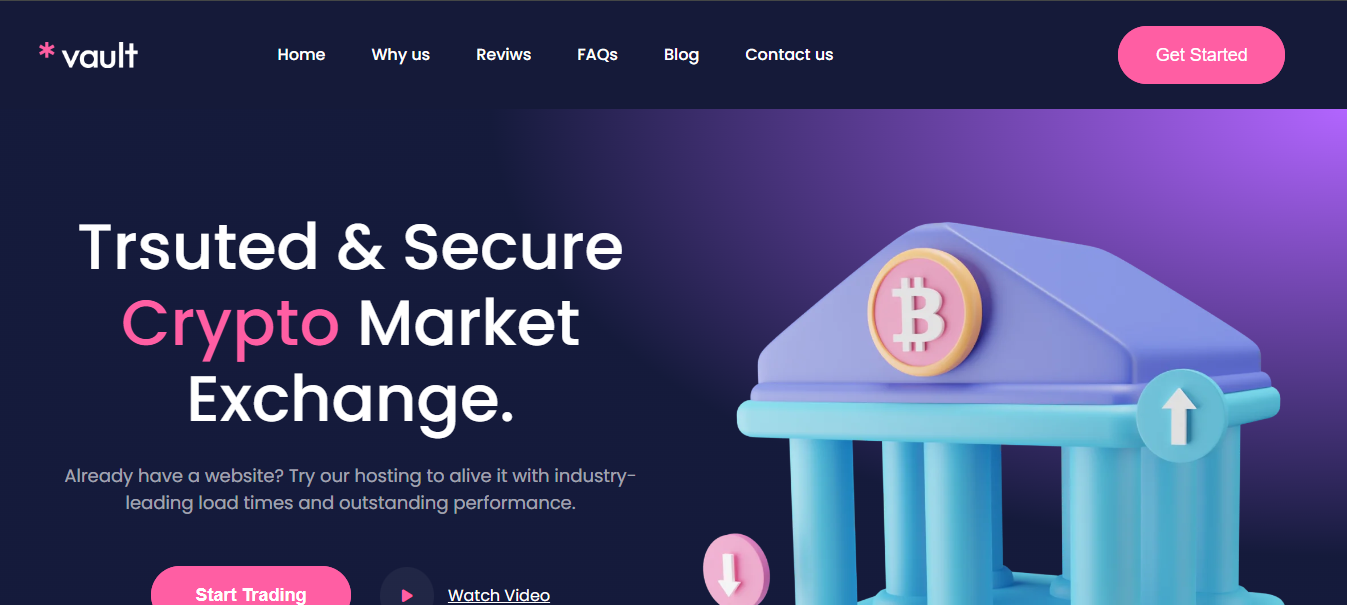 * vault
Home Why us Reviws FAQs Blog Contact us
Get Started
Trsuted & Secure
Crypto Market
Exchange.
Already have a website? Try our hosting to alive it with industry-
leading load times and outstanding performance.
Start Trading
Watch Video